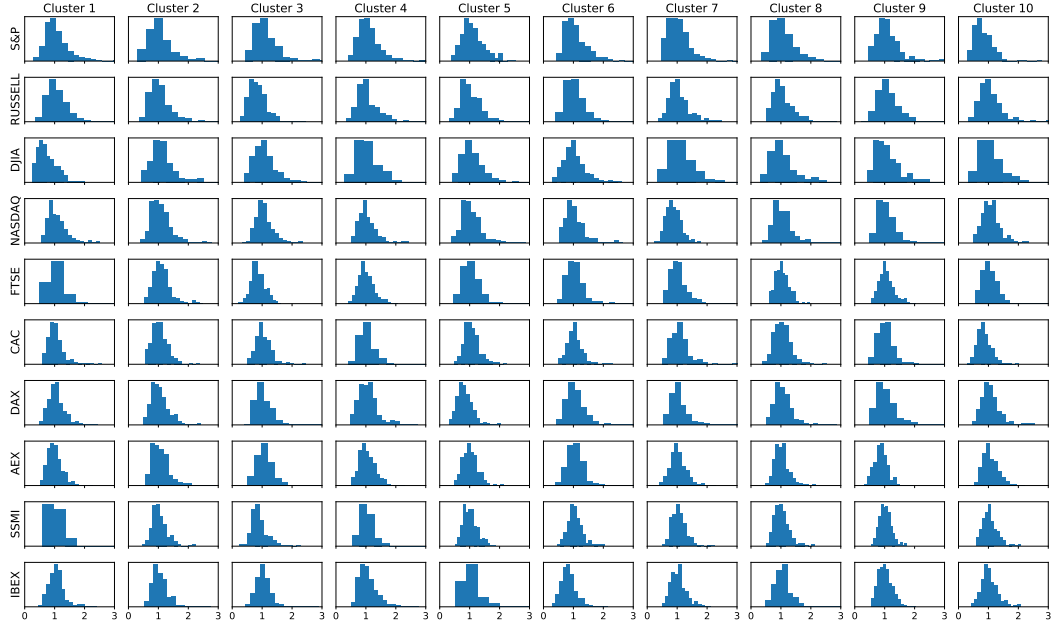 Cluster 1 Cluster 2 Cluster 3 Cluster 4 Cluster 5 Cluster 6 Cluster 7 Cluster 8 Cluster 9 Cluster 10
S&P
RUSSELL
DJIA
NASDAQ
FTSE
CAC
DAX
AEX
SSMI
IBEX
0 1 2 3 0 1 2 3 0 1 2 3 0 1 2 3 0 1 2 3 0 1 2 3 0 1 2 3 0 1 2 3 0 1 2 3 0 1 2 3